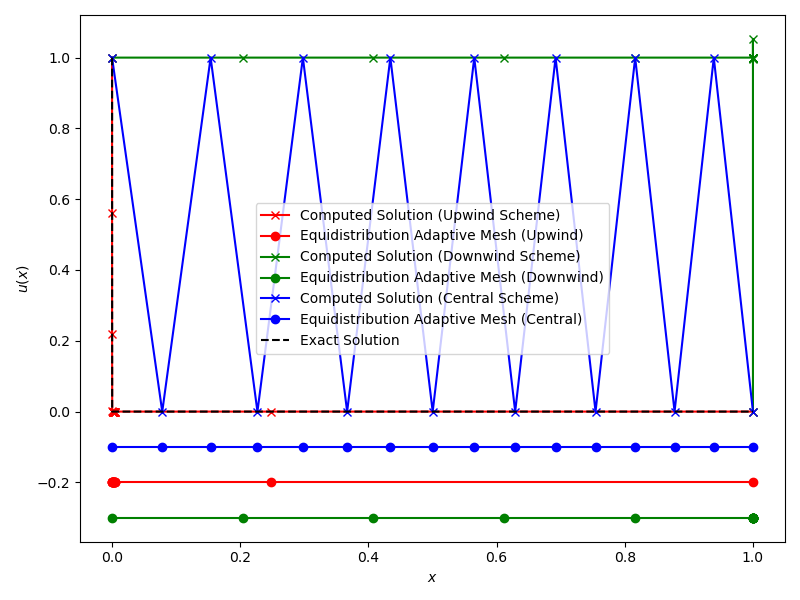 1.0
0.8
0.6
0.4
0.2
0.0
−0.2
u(x)
Computed Solution (Upwind Scheme)
Equidistribution Adaptive Mesh (Upwind)
Computed Solution (Downwind Scheme)
Equidistribution Adaptive Mesh (Downwind)
Computed Solution (Central Scheme)
Equidistribution Adaptive Mesh (Central)
Exact Solution
0.0 0.2 0.4 0.6 0.8 1.0
x